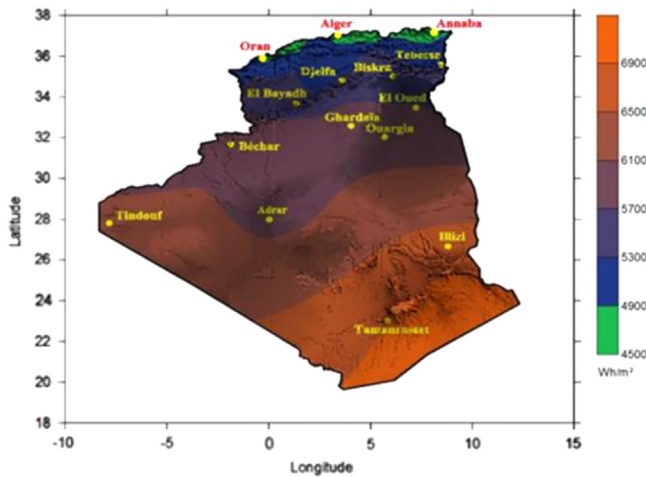 38
36
34
32
30
28
26
24
22
20
18
Latitude
-10 -5 0 5 10 15
Longitude
Alger
Annaba
Oran
Tebesse
Djelfa
Biskra
El Bayadh
El Oued
Ghardaïa
Ouargla
Béchar
Adrar
Tindouf
Illizi
Tamanrasset
6900
6500
6100
5700
5300
4900
4500
Wh/m²